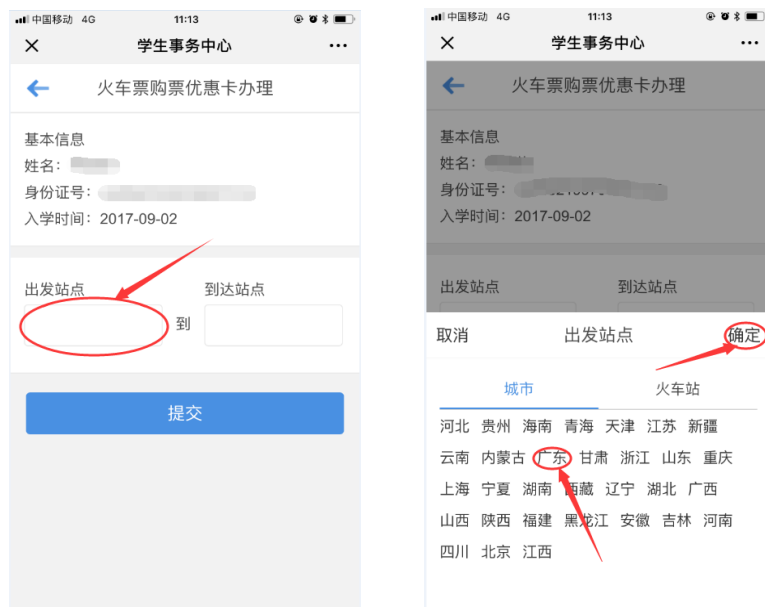 中国移动 4G 11:13
学生事务中心
火车票购票优惠卡办理
基本信息
姓名：
身份证号：
入学时间：2017-09-02
出发站点 到达站点
到
提交
中国移动 4G 11:13
学生事务中心
火车票购票优惠卡办理
基本信息
姓名：
身份证号：
入学时间：2017-09-02
出发站点 到达站点
取消 出发站点 确定
城市 火车站
河北 贵州 海南 青海 天津 江苏 新疆
云南 内蒙古 广东 甘肃 浙江 山东 重庆
上海 宁夏 湖南 西藏 辽宁 湖北 广西
山西 陕西 福建 黑龙江 安徽 吉林 河南
四川 北京 江西